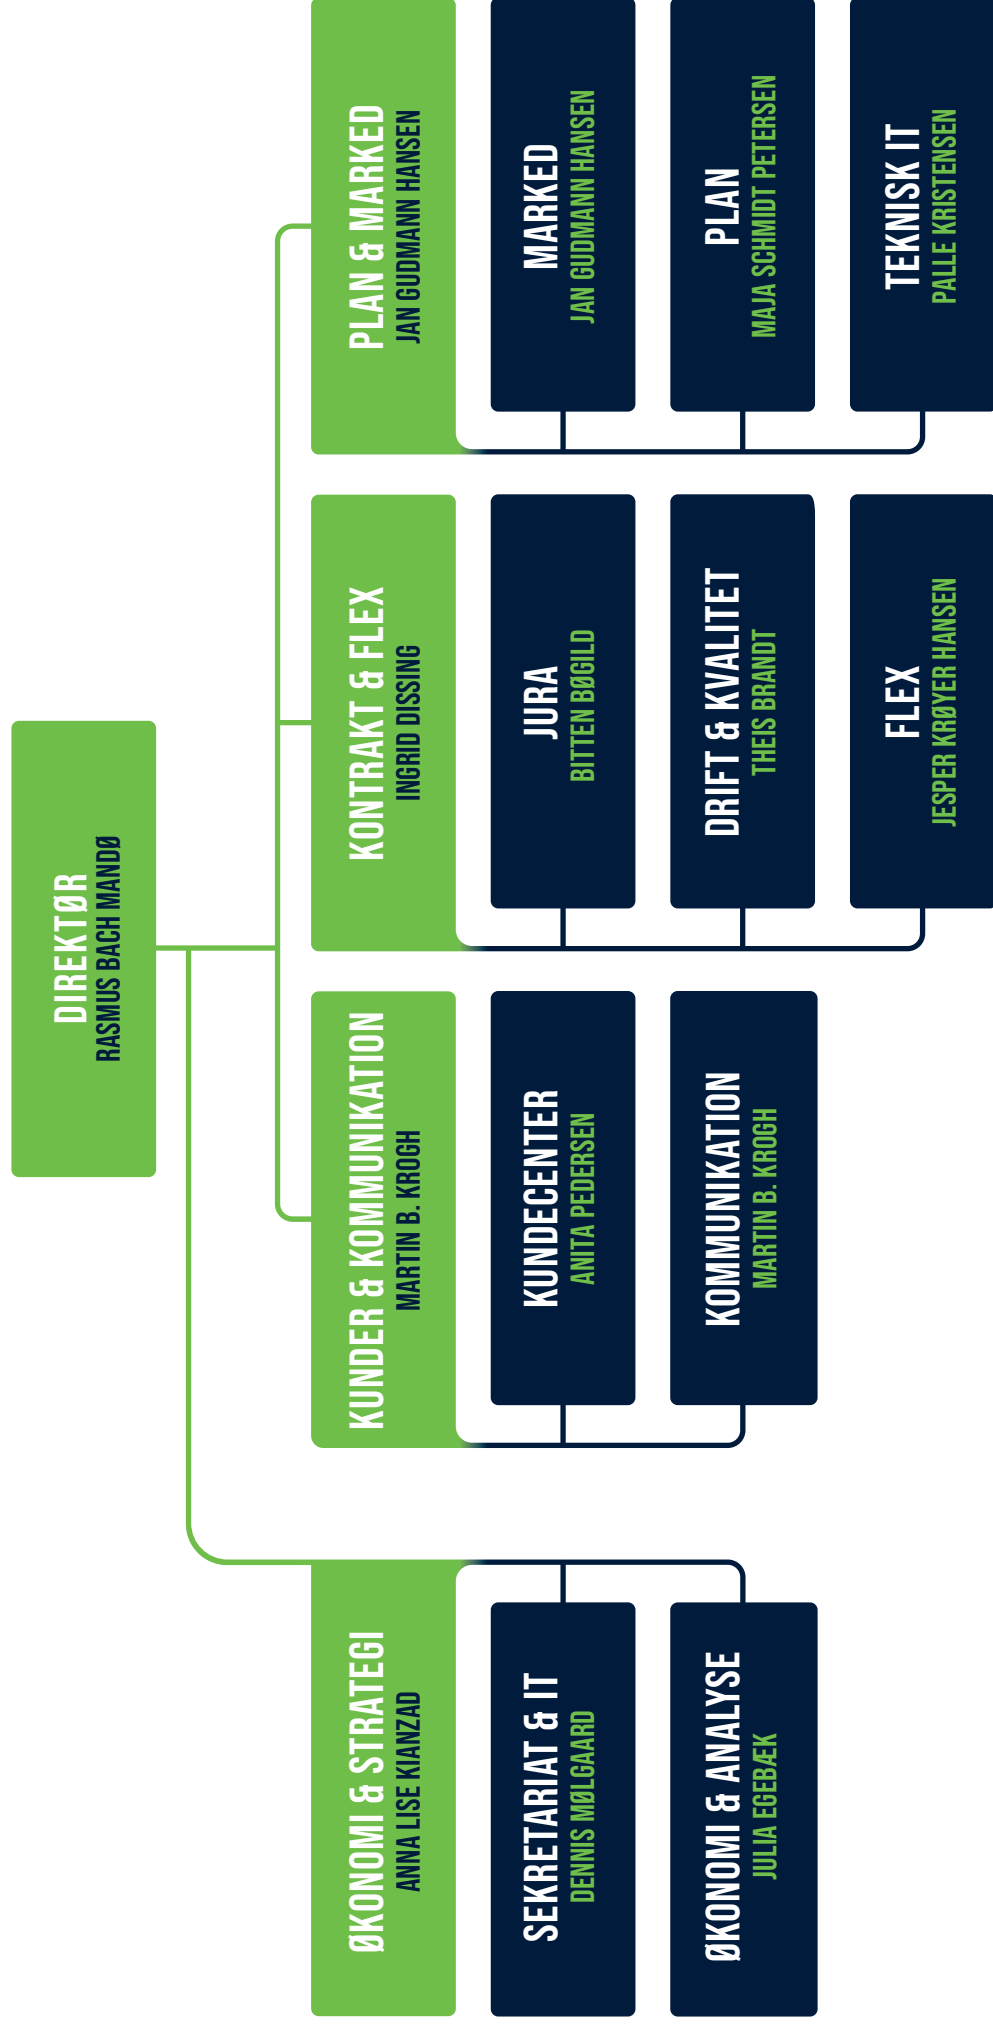 DIREKTØR
RASMUS BACH MANDØ
ØKONOMI & STRATEGI
ANNA LISE KIANZAD
SEKRETARIAT & IT
DENNIS MØLGAARD
ØKONOMI & ANALYSE
JULIA EGEBÆK
KUNDER & KOMMUNIKATION
MARTIN B. KROGH
KUNDECENTER
ANITA PEDERSEN
KOMMUNIKATION
MARTIN B. KROGH
KONTRAKT & FLEX
INGRID DISSING
JURA
BITTEN BØGILD
DRIFT & KVALITET
THEIS BRANDT
FLEX
JESPER KRØYER HANSEN
PLAN & MARKED
JAN GUDMANN HANSEN
MARKED
JAN GUDMANN HANSEN
PLAN
MAJA SCHMIDT PETERSEN
TEKNISK IT
PALLE KRISTENSEN